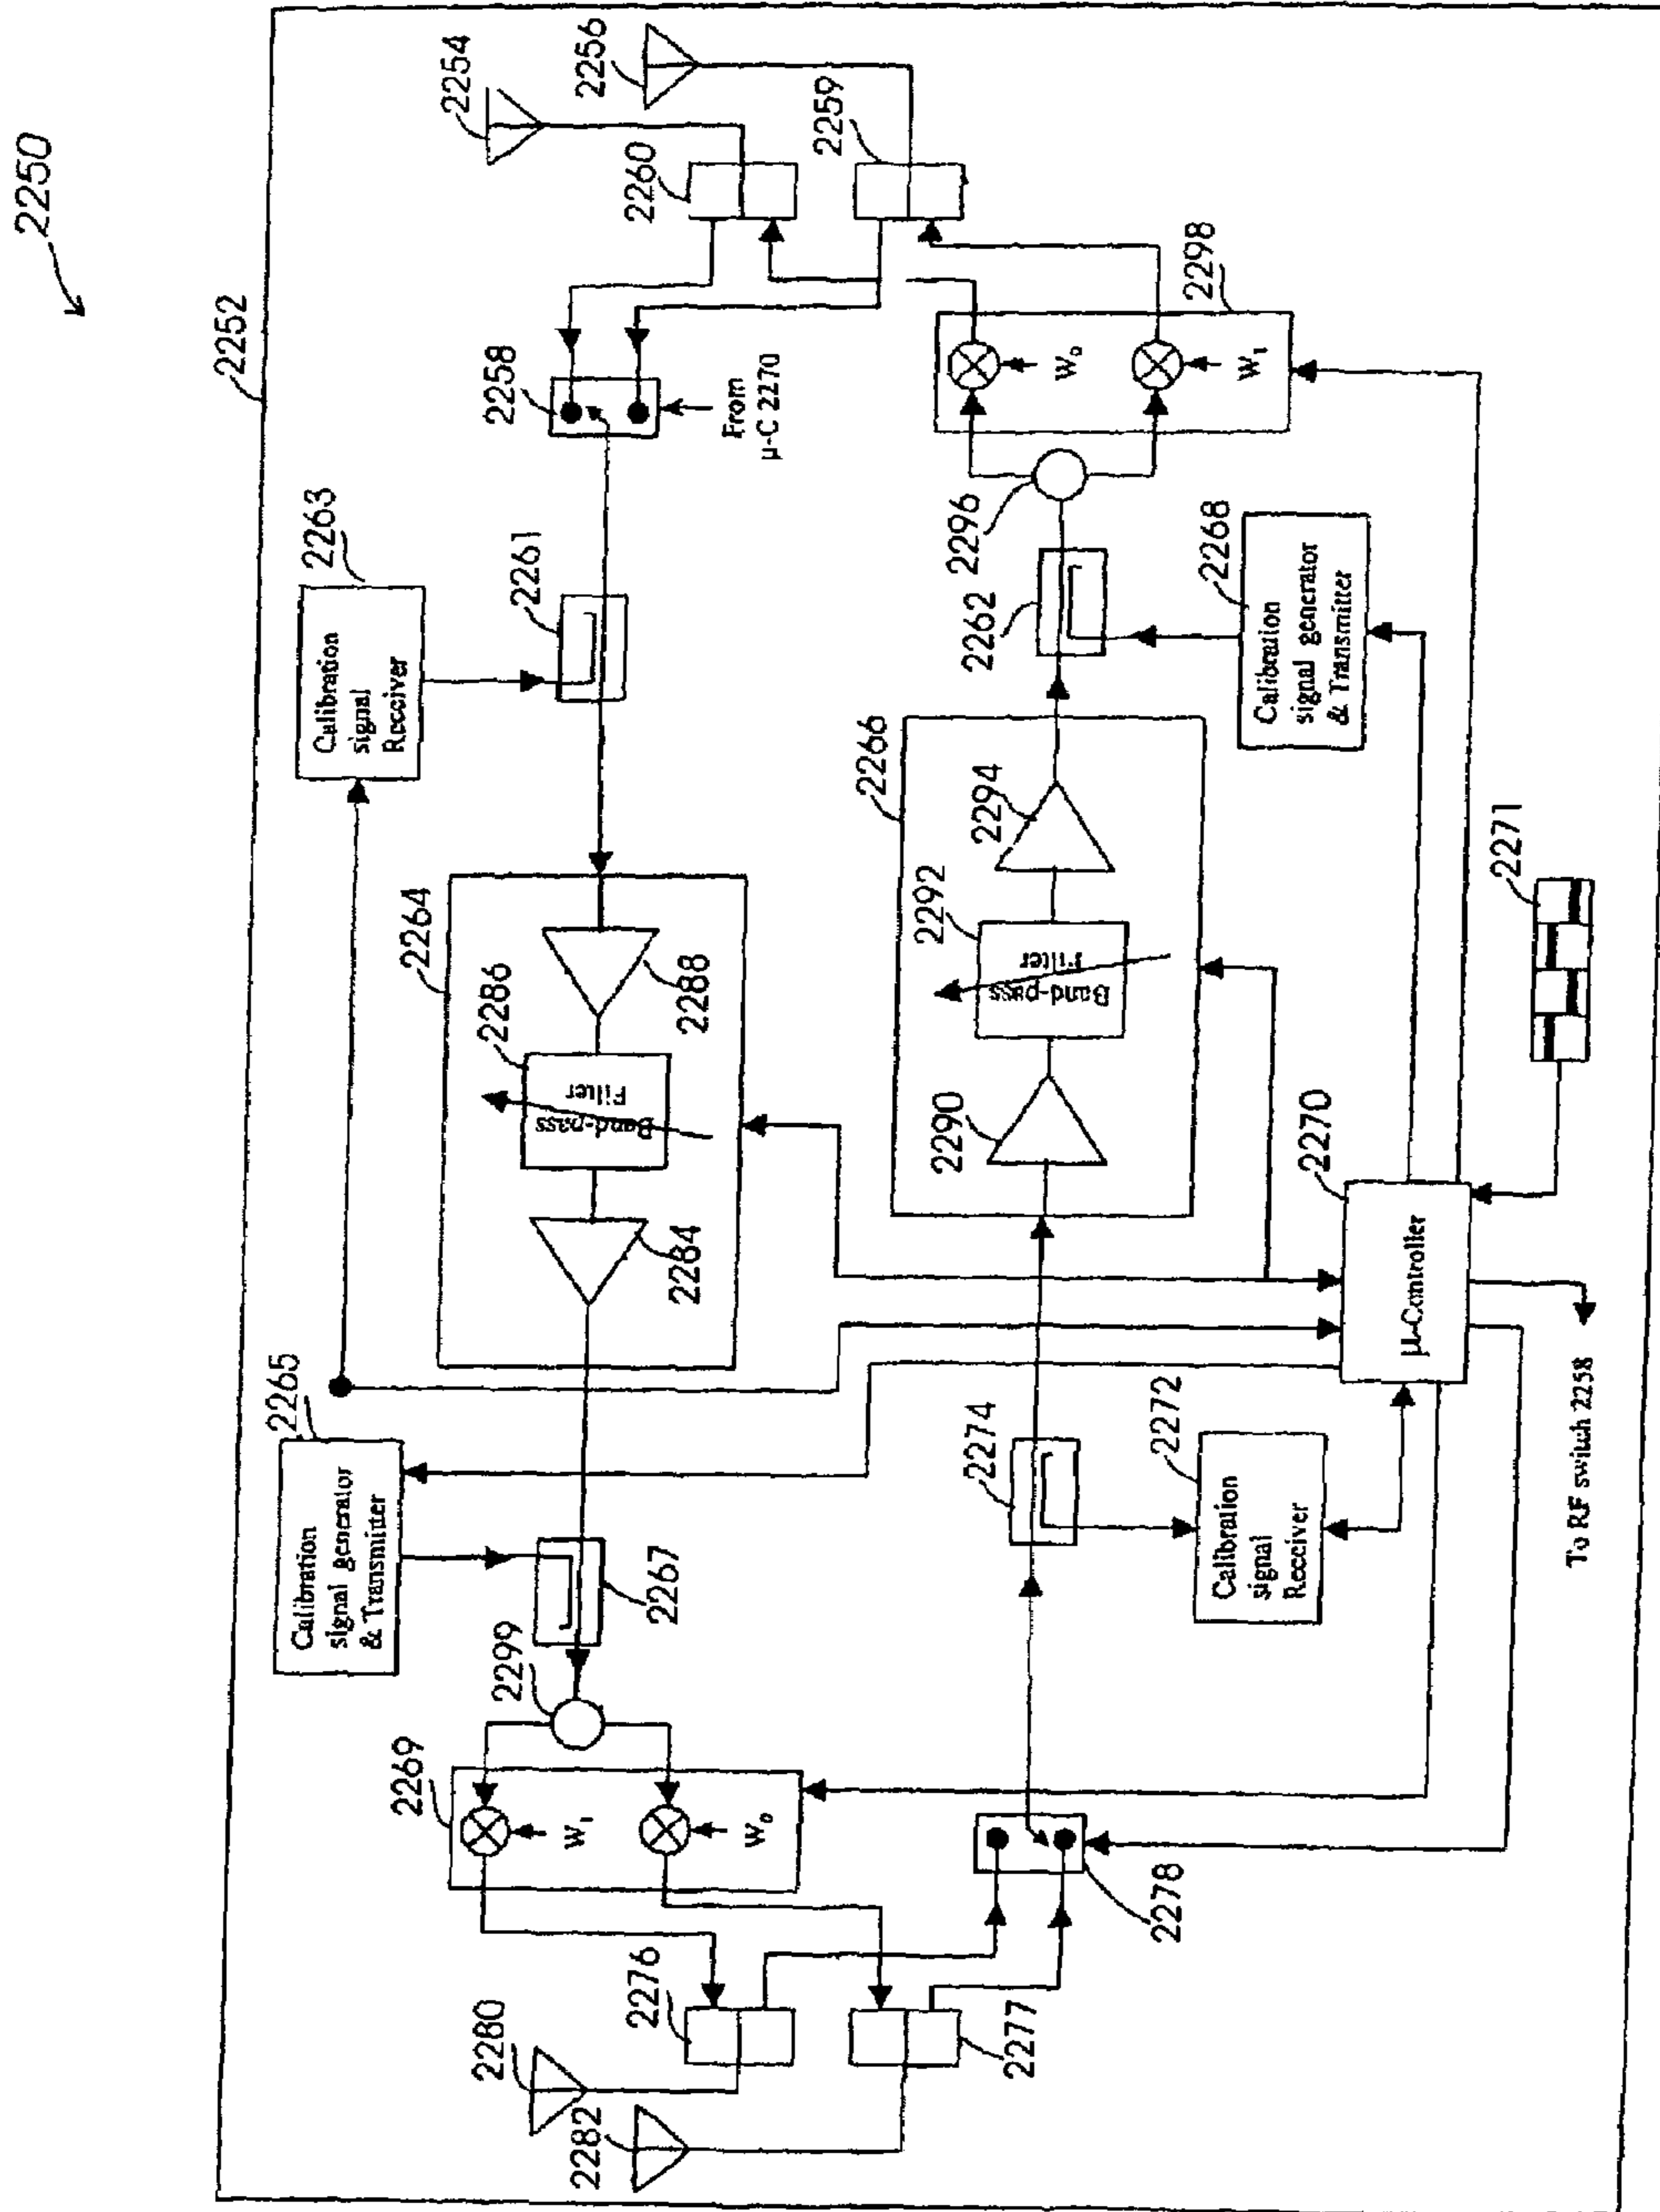 2250
2252
2254
2256
2260
2259
2258
From
μ-C 2270
2298
W₀
W₁
2263
Calibration
signal
Receiver
2261
2296
2262
2268
Calibration
signal generator
& Transmitter
2264
2288
2286
Band-pass
Filter
2284
2266
2294
2292
Band-pass
Filter
2290
2271
2270
μ-Controller
To RF switch 2258
2265
Calibration
signal generator
& Transmitter
2267
2299
2274
2272
Calibration
signal
Receiver
2269
W₁
W₀
2278
2276
2277
2280
2282